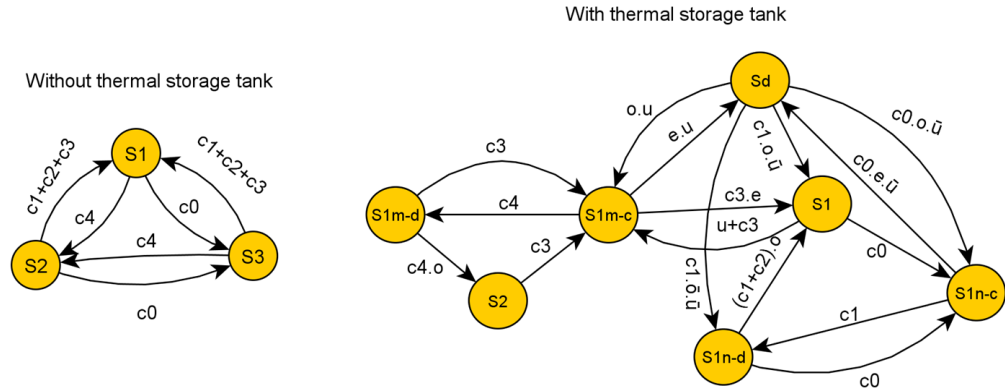 With thermal storage tank
Without thermal storage tank
Sd
o.u
e.u
c1.o.ū
c0.o.ū
c0.e.ū
S1
c1+c2+c3
c1+c2+c3
c4
c0
c4
S2
S3
c0
c3
S1m-d
c4
S1m-c
c3.e
S1
u+c3
c4.o
c3
S2
c1.ō.ū
(c1+c2).o
c0
S1n-c
c1
S1n-d
c0